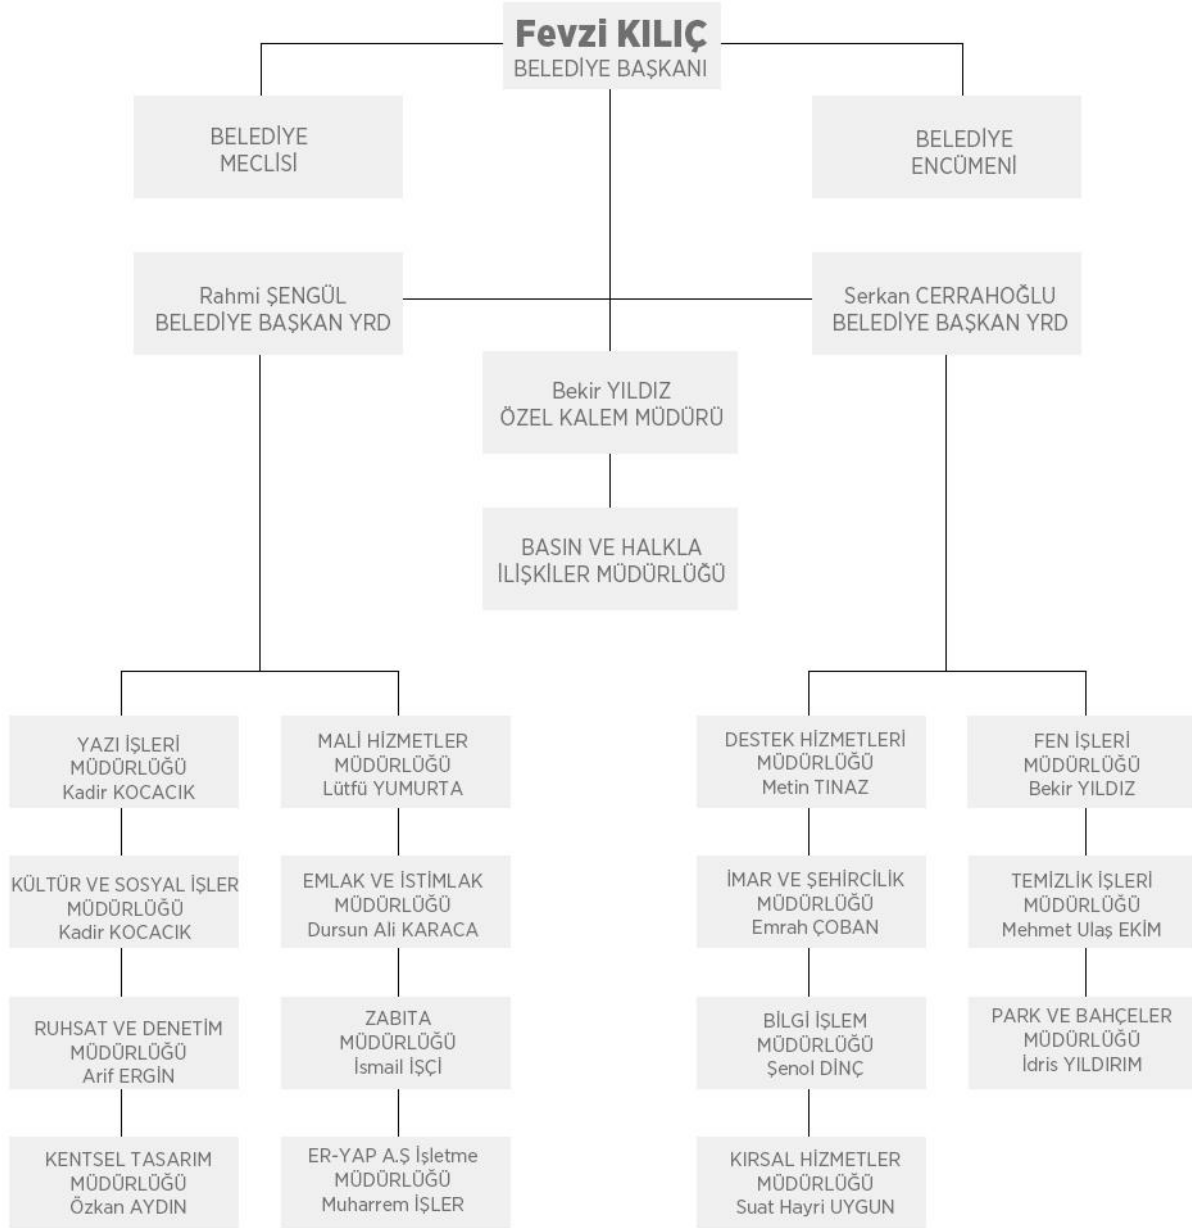 Fevzi KILIÇ
BELEDİYE BAŞKANI
BELEDİYE
MECLİSİ
BELEDİYE
ENCÜMENİ
Rahmi ŞENGÜL
BELEDİYE BAŞKAN YRD
Serkan CERRAHOĞLU
BELEDİYE BAŞKAN YRD
Bekir YILDIZ
ÖZEL KALEM MÜDÜRÜ
BASIN VE HALKLA
İLİŞKİLER MÜDÜRLÜĞÜ
YAZI İŞLERİ
MÜDÜRLÜĞÜ
Kadir KOCACIK
MALİ HİZMETLER
MÜDÜRLÜĞÜ
Lütfü YUMURTA
DESTEK HİZMETLERİ
MÜDÜRLÜĞÜ
Metin TINAZ
FEN İŞLERİ
MÜDÜRLÜĞÜ
Bekir YILDIZ
KÜLTÜR VE SOSYAL İŞLER
MÜDÜRLÜĞÜ
Kadir KOCACIK
EMLAK VE İSTİMLAK
MÜDÜRLÜĞÜ
Dursun Ali KARACA
İMAR VE ŞEHİRCİLİK
MÜDÜRLÜĞÜ
Emrah ÇOBAN
TEMİZLİK İŞLERİ
MÜDÜRLÜĞÜ
Mehmet Ulaş EKİM
RUHSAT VE DENETİM
MÜDÜRLÜĞÜ
Arif ERGİN
ZABITA
MÜDÜRLÜĞÜ
İsmail İŞÇİ
BİLGİ İŞLEM
MÜDÜRLÜĞÜ
Şenol DİNÇ
PARK VE BAHÇELER
MÜDÜRLÜĞÜ
İdris YILDIRIM
KENTSEL TASARIM
MÜDÜRLÜĞÜ
Özkan AYDIN
ER-YAP A.Ş İşletme
MÜDÜRLÜĞÜ
Muharrem İŞLER
KIRSAL HİZMETLER
MÜDÜRLÜĞÜ
Suat Hayri UYGUN